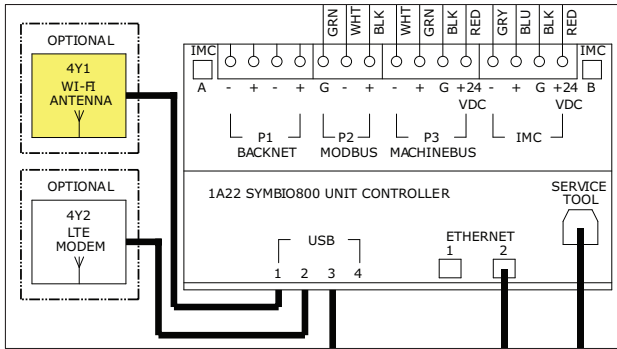 OPTIONAL
4Y1
WI-FI
ANTENNA
OPTIONAL
4Y2
LTE
MODEM
GRN WHT BLK WHT GRN BLK RED GRY BLU BLK RED
IMC IMC
A - + - + G - + - + G +24 - + G +24 B
VDC VDC
P1 P2 P3 IMC
BACKNET MODBUS MACHINEBUS
1A22 SYMBIO800 UNIT CONTROLLER
SERVICE
TOOL
USB
1 2 3 4
ETHERNET
1 2